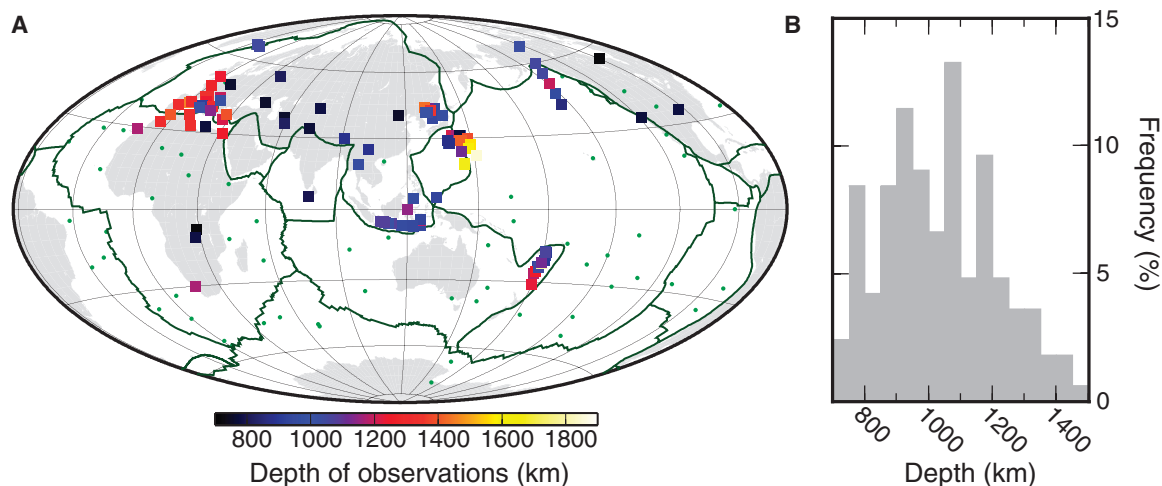 A
800 1000 1200 1400 1600 1800
Depth of observations (km)
B
15
10
5
0
Frequency (%)
800 1000 1200 1400
Depth (km)